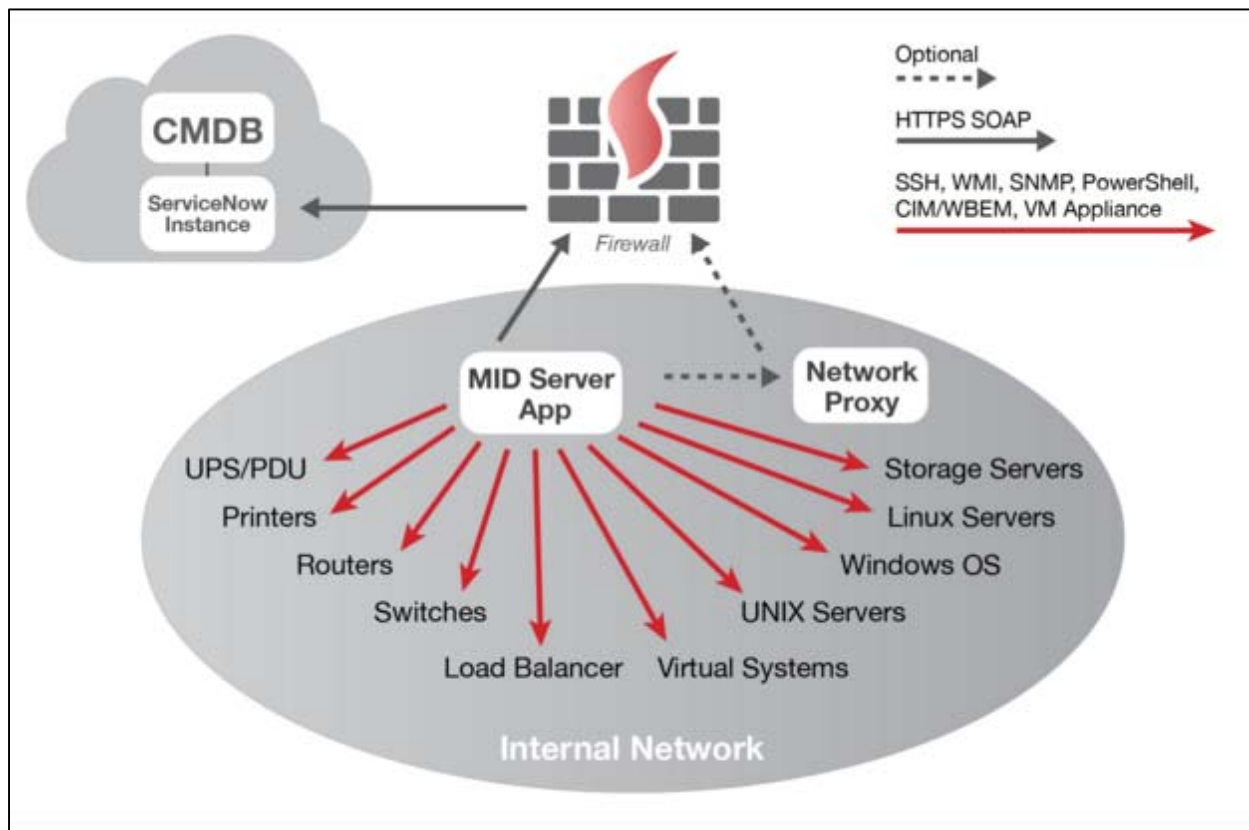 CMDB
ServiceNow
Instance
Firewall
Optional
HTTPS SOAP
SSH, WMI, SNMP, PowerShell,
CIM/WBEM, VM Appliance
MID Server
App
Network
Proxy
UPS/PDU
Printers
Routers
Switches
Load Balancer
Virtual Systems
UNIX Servers
Windows OS
Linux Servers
Storage Servers
Internal Network